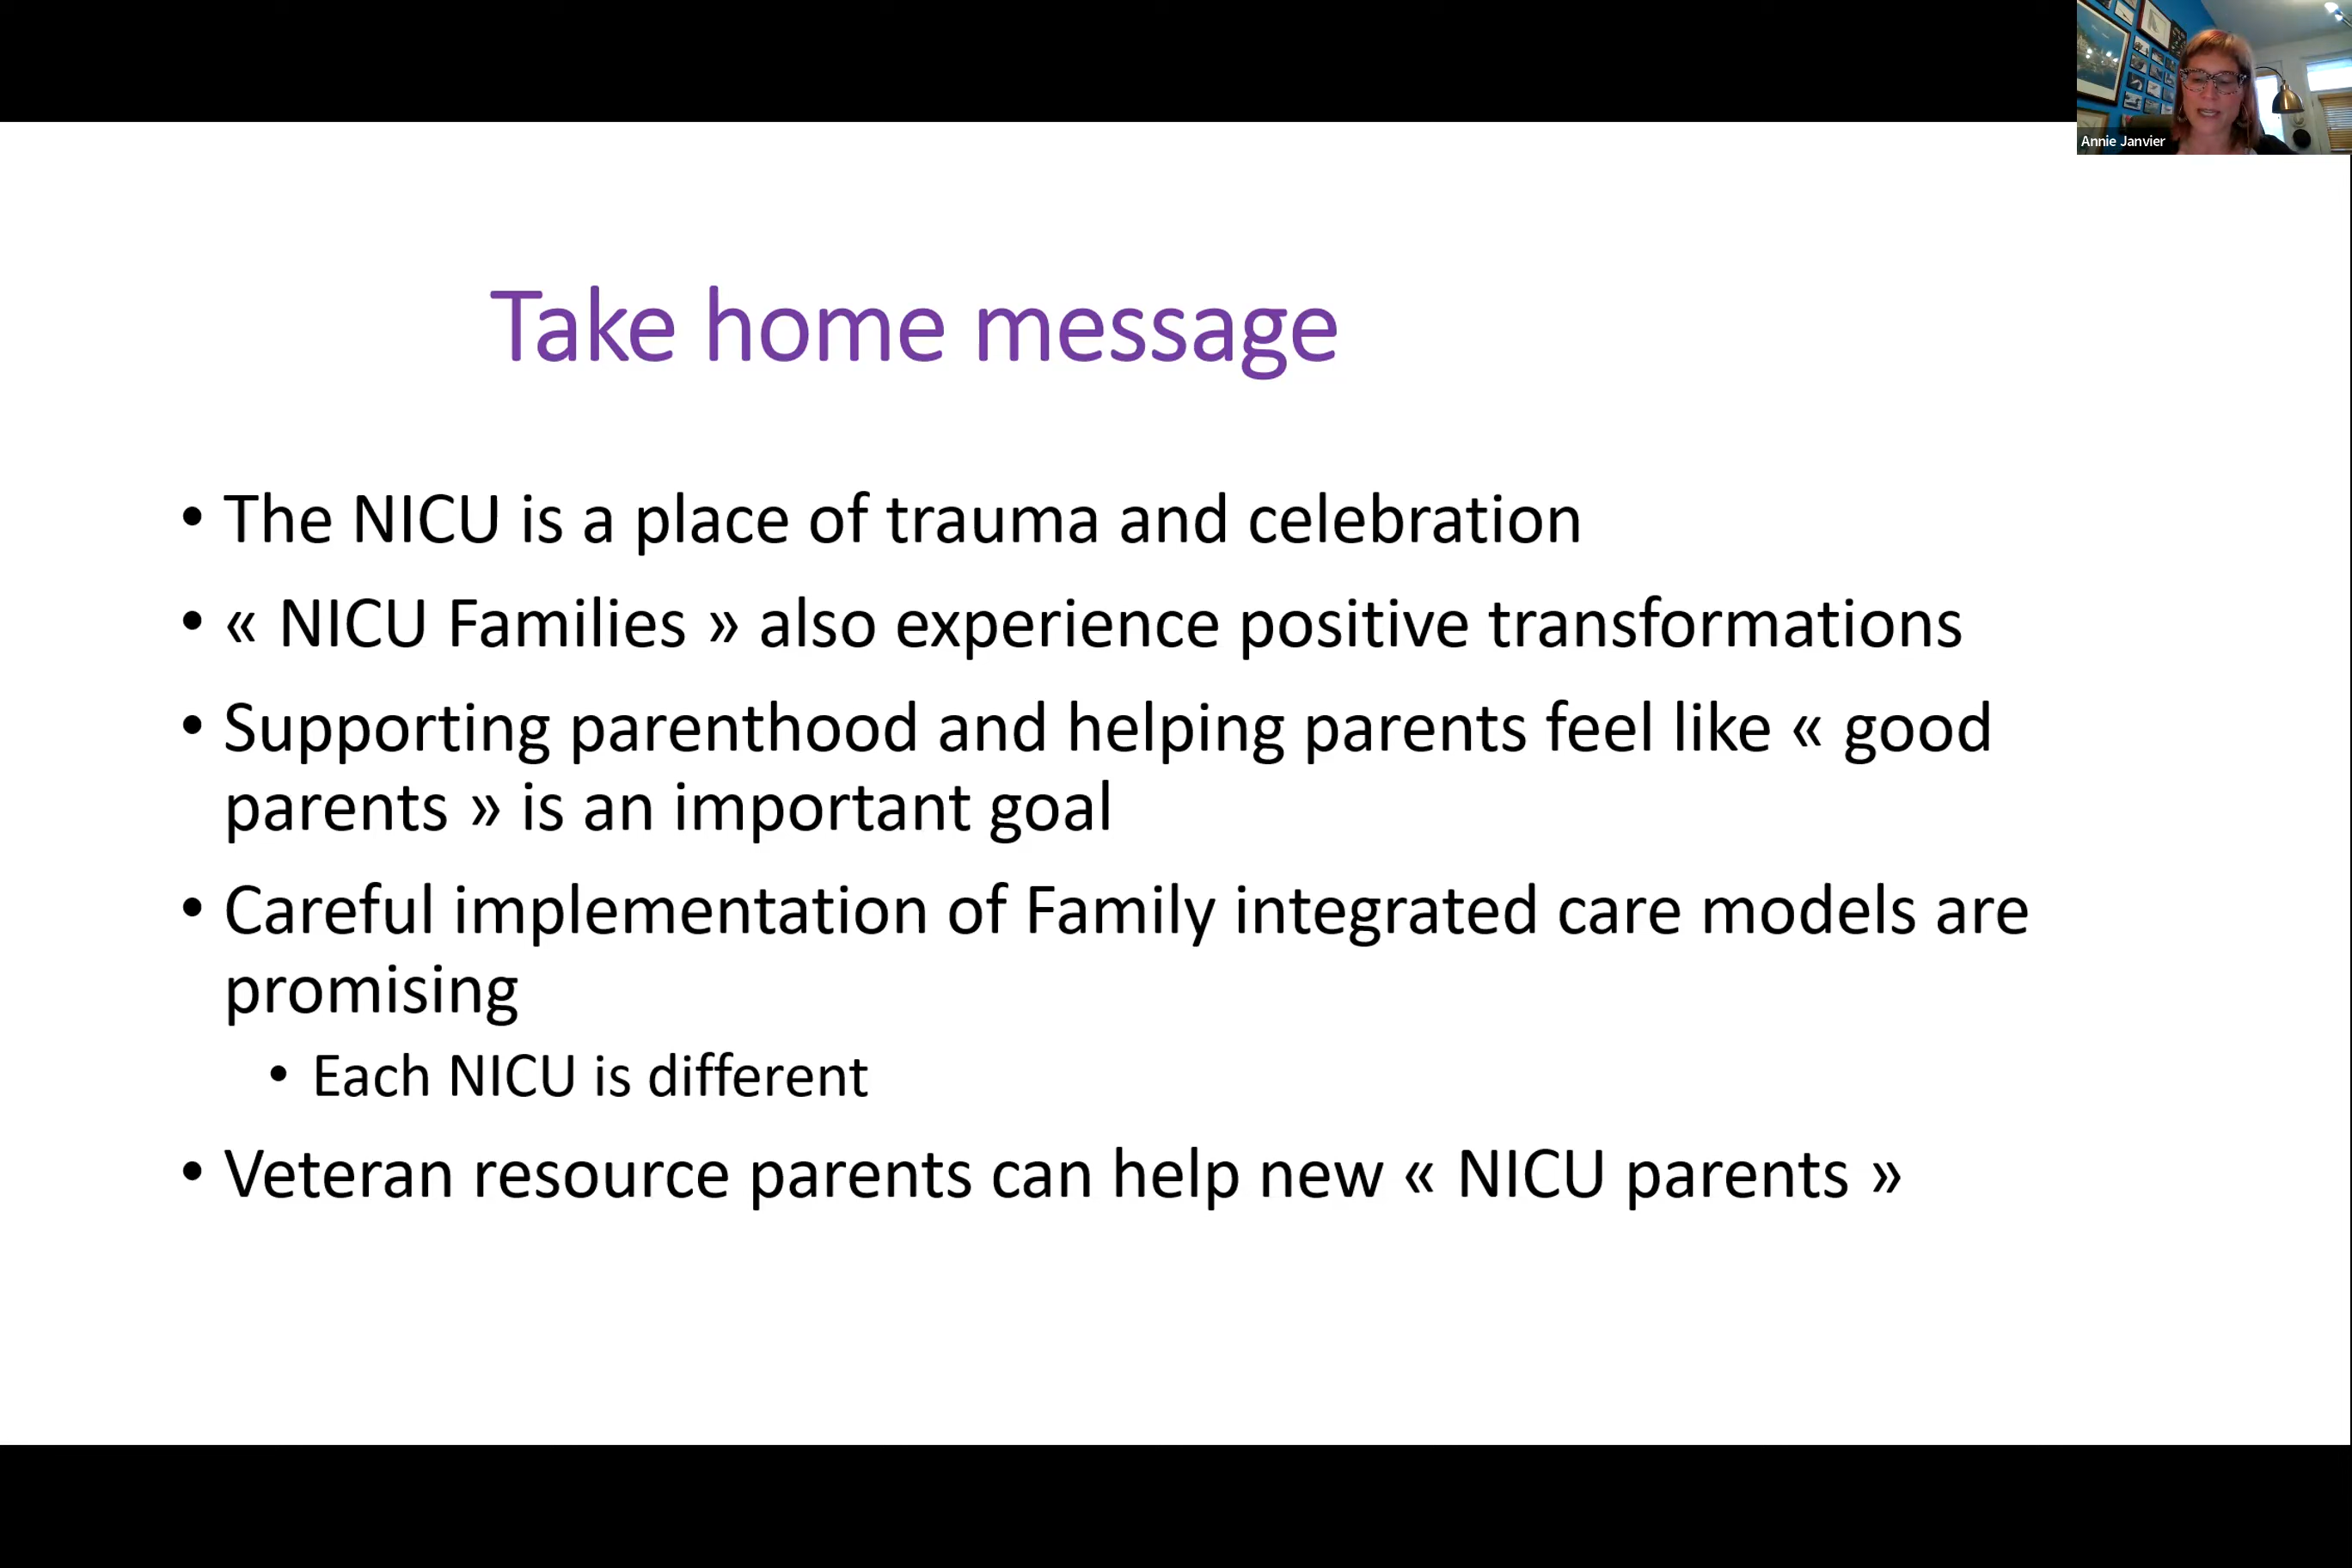 Annie Janvier
Take home message
• The NICU is a place of trauma and celebration
• « NICU Families » also experience positive transformations
• Supporting parenthood and helping parents feel like « good
parents » is an important goal
• Careful implementation of Family integrated care models are
promising
• Each NICU is different
• Veteran resource parents can help new « NICU parents »